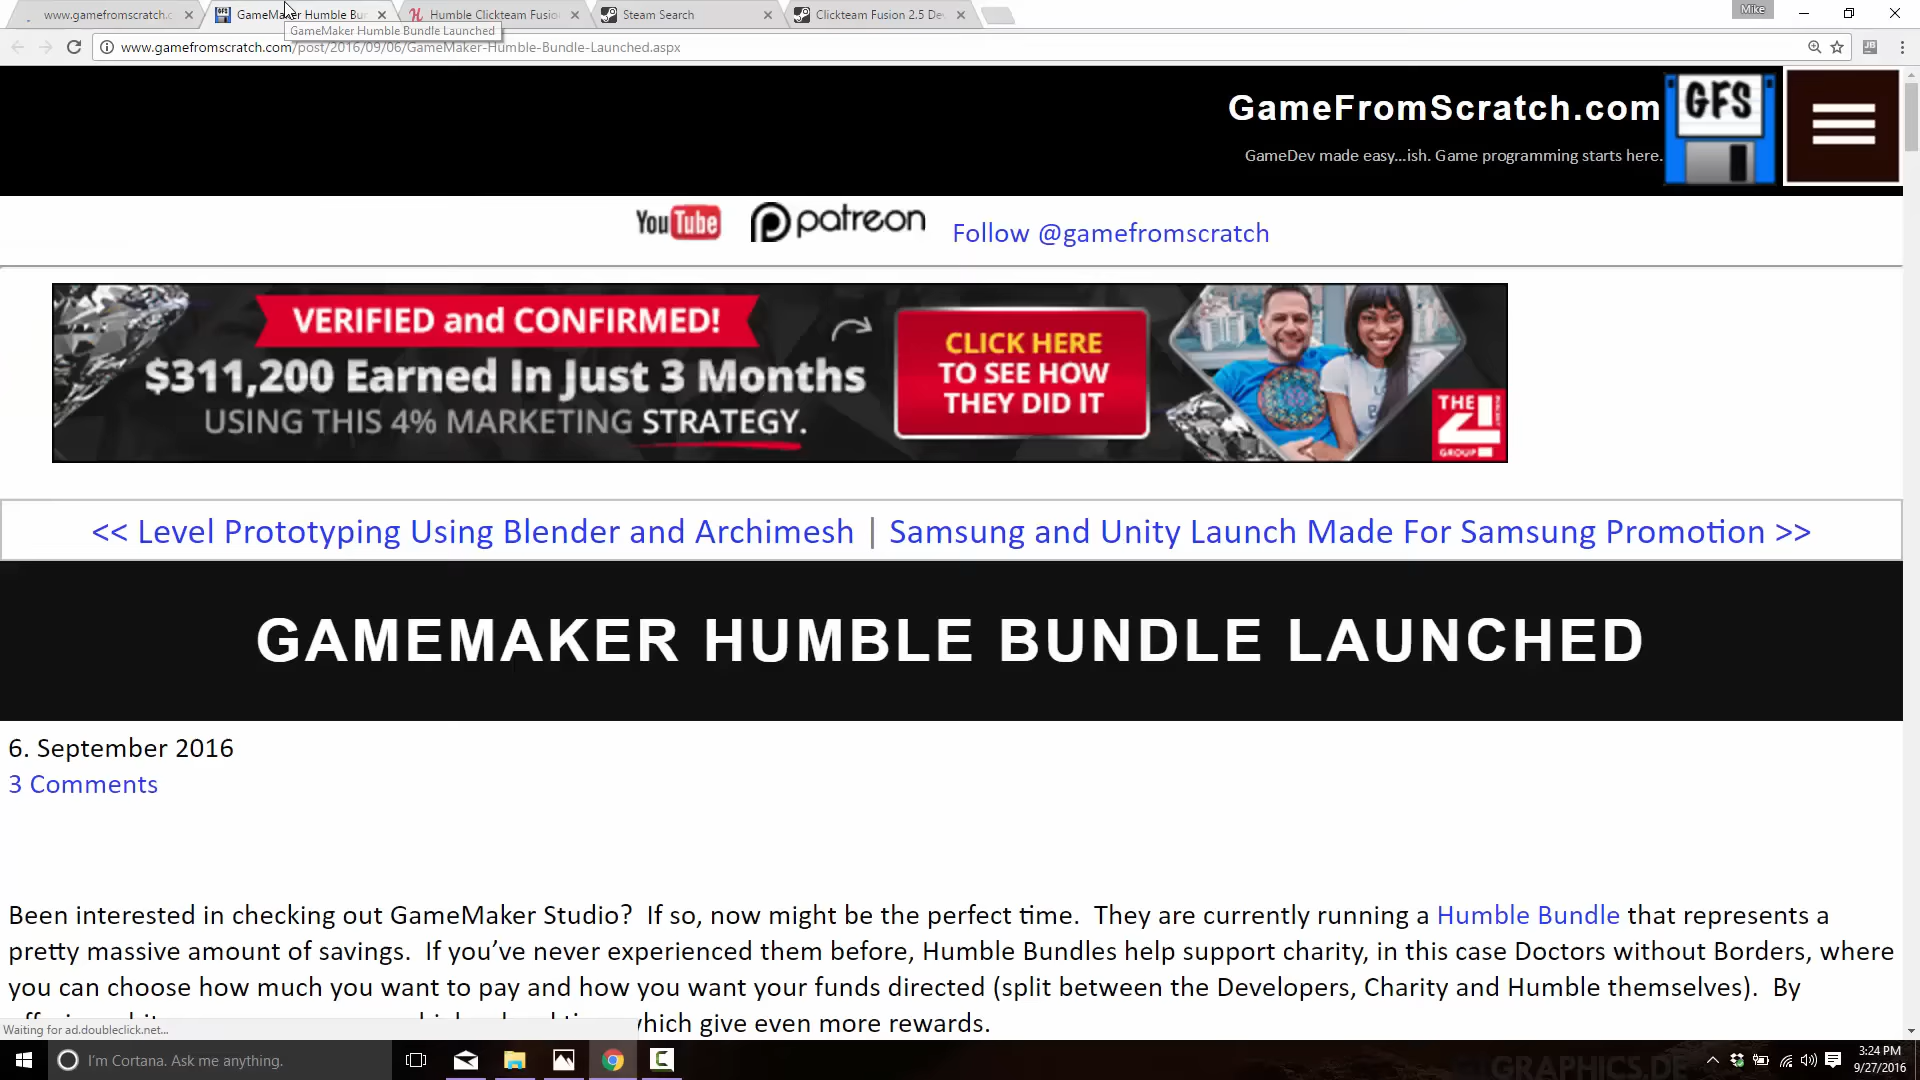 www.gamefromscratch.c
GameMaker Humble Bu
Humble Clickteam Fusio
Steam Search
Clickteam Fusion 2.5 De
Mike
GameMaker Humble Bundle Launched
www.gamefromscratch.com/post/2016/09/06/GameMaker-Humble-Bundle-Launched.aspx
GameFromScratch.com
GFS
GameDev made easy...ish. Game programming starts here.
YouTube
patreon
Follow @gamefromscratch
VERIFIED and CONFIRMED!
$311,200 Earned In Just 3 Months
USING THIS 4% MARKETING STRATEGY.
CLICK HERE
TO SEE HOW
THEY DID IT
THE
4
GROUP
<< Level Prototyping Using Blender and Archimesh | Samsung and Unity Launch Made For Samsung Promotion >>
GAMEMAKER HUMBLE BUNDLE LAUNCHED
6. September 2016
3 Comments
Been interested in checking out GameMaker Studio? If so, now might be the perfect time. They are currently running a Humble Bundle that represents a
pretty massive amount of savings. If you've never experienced them before, Humble Bundles help support charity, in this case Doctors without Borders, where
you can choose how much you want to pay and how you want your funds directed (split between the Developers, Charity and Humble themselves). By
which give even more rewards.
Waiting for ad.doubleclick.net...
I'm Cortana. Ask me anything.
GRAPHICS.DE
3:24 PM
9/27/2016